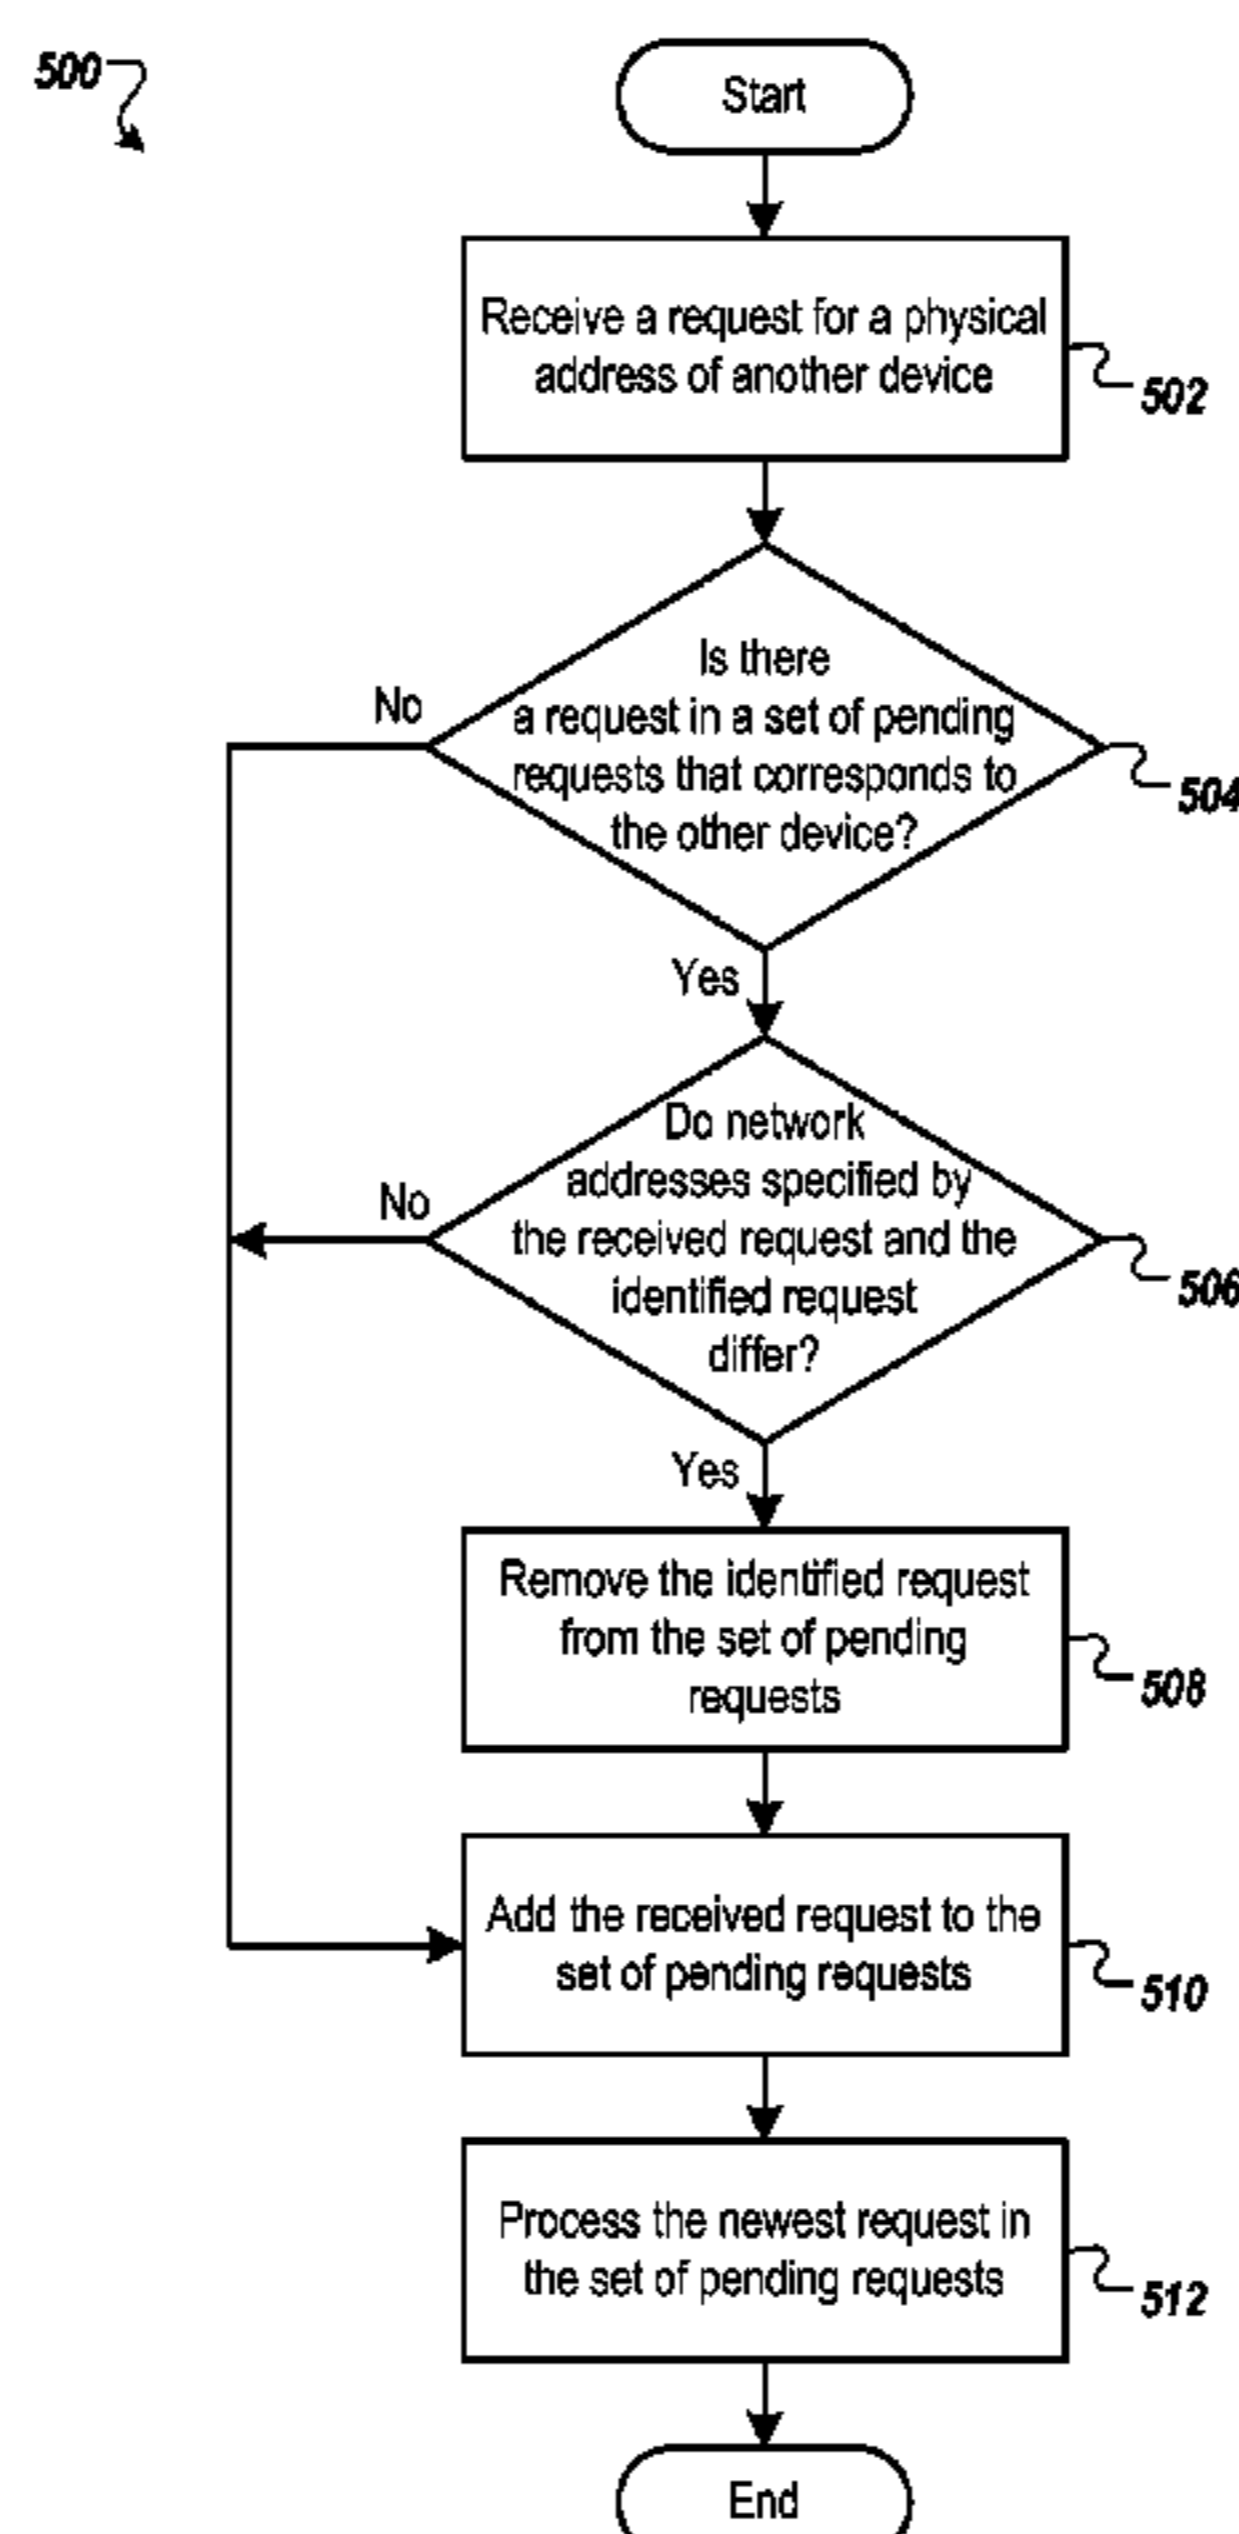 500
Start
Receive a request for a physical
address of another device
502
Is there
a request in a set of pending
requests that corresponds to
the other device?
504
No
Yes
Do network
addresses specified by
the received request and the
identified request
differ?
506
No
Yes
Remove the identified request
from the set of pending
requests
508
Add the received request to the
set of pending requests
510
Process the newest request in
the set of pending requests
512
End